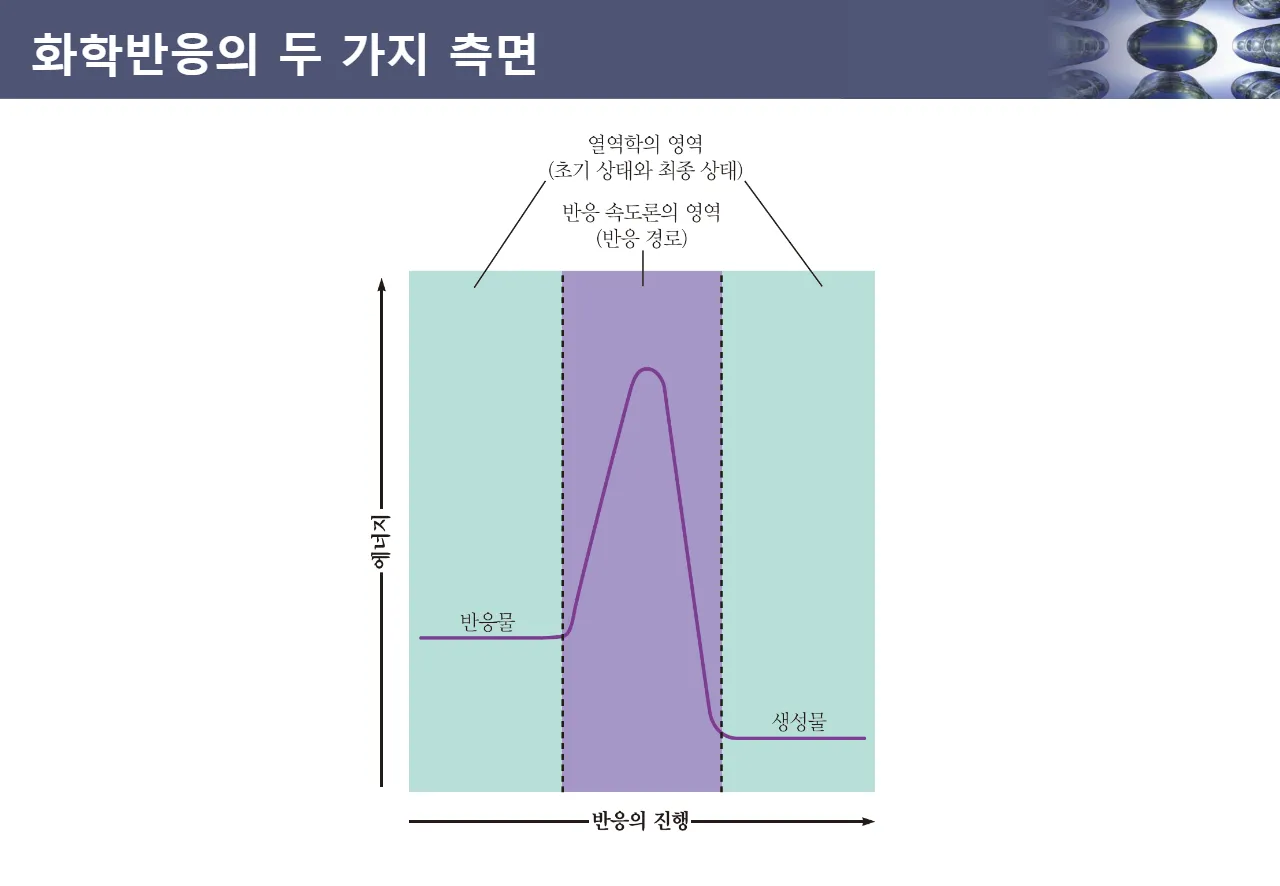 화학반응의 두 가지 측면
열역학의 영역
(초기 상태와 최종 상태)
반응 속도론의 영역
(반응 경로)
에너지
반응물
생성물
반응의 진행